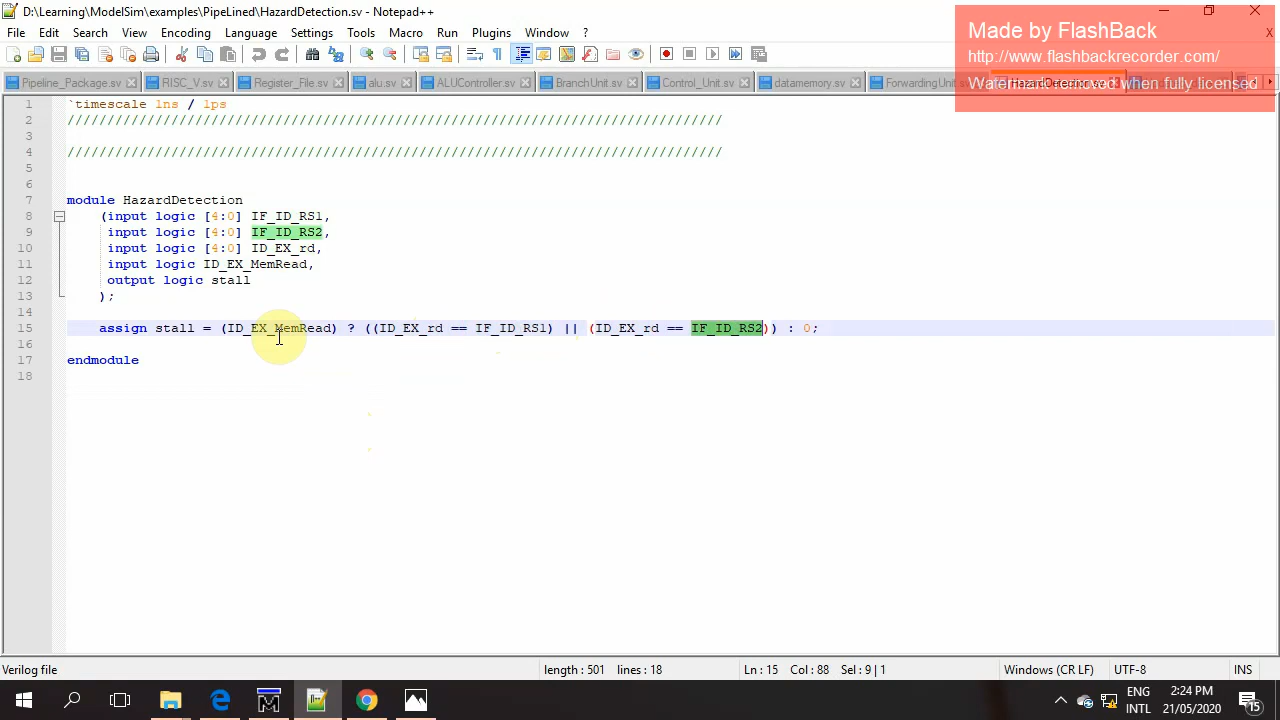 D:\Learning\ModelSim\examples\PipeLined\HazardDetection.sv - Notepad++
Made by FlashBack
http://www.flashbackrecorder.com/
Watermark removed when fully licensed
File Edit Search View Encoding Language Settings Tools Macro Run Plugins Window ?
Pipeline_Package.sv RISC_V.sv Register_File.sv alu.sv ALUController.sv BranchUnit.sv Control_Unit.sv datamemory.sv ForwardingUnit HazardDetection.sv
1 `timescale 1ns / 1ps
2 //////////////////////////////////////////////////////////////////////////////////
3
4 //////////////////////////////////////////////////////////////////////////////////
5
6
7 module HazardDetection
8 (input logic [4:0] IF_ID_RS1,
9 input logic [4:0] IF_ID_RS2,
10 input logic [4:0] ID_EX_rd,
11 input logic ID_EX_MemRead,
12 output logic stall
13 );
14
15 assign stall = (ID_EX_MemRead) ? ((ID_EX_rd == IF_ID_RS1) || (ID_EX_rd == IF_ID_RS2)) : 0;
16
17 endmodule
18
Verilog file length : 501 lines : 18 Ln : 15 Col : 88 Sel : 9 | 1 Windows (CR LF) UTF-8 INS
ENG 2:24 PM
INTL 21/05/2020 15